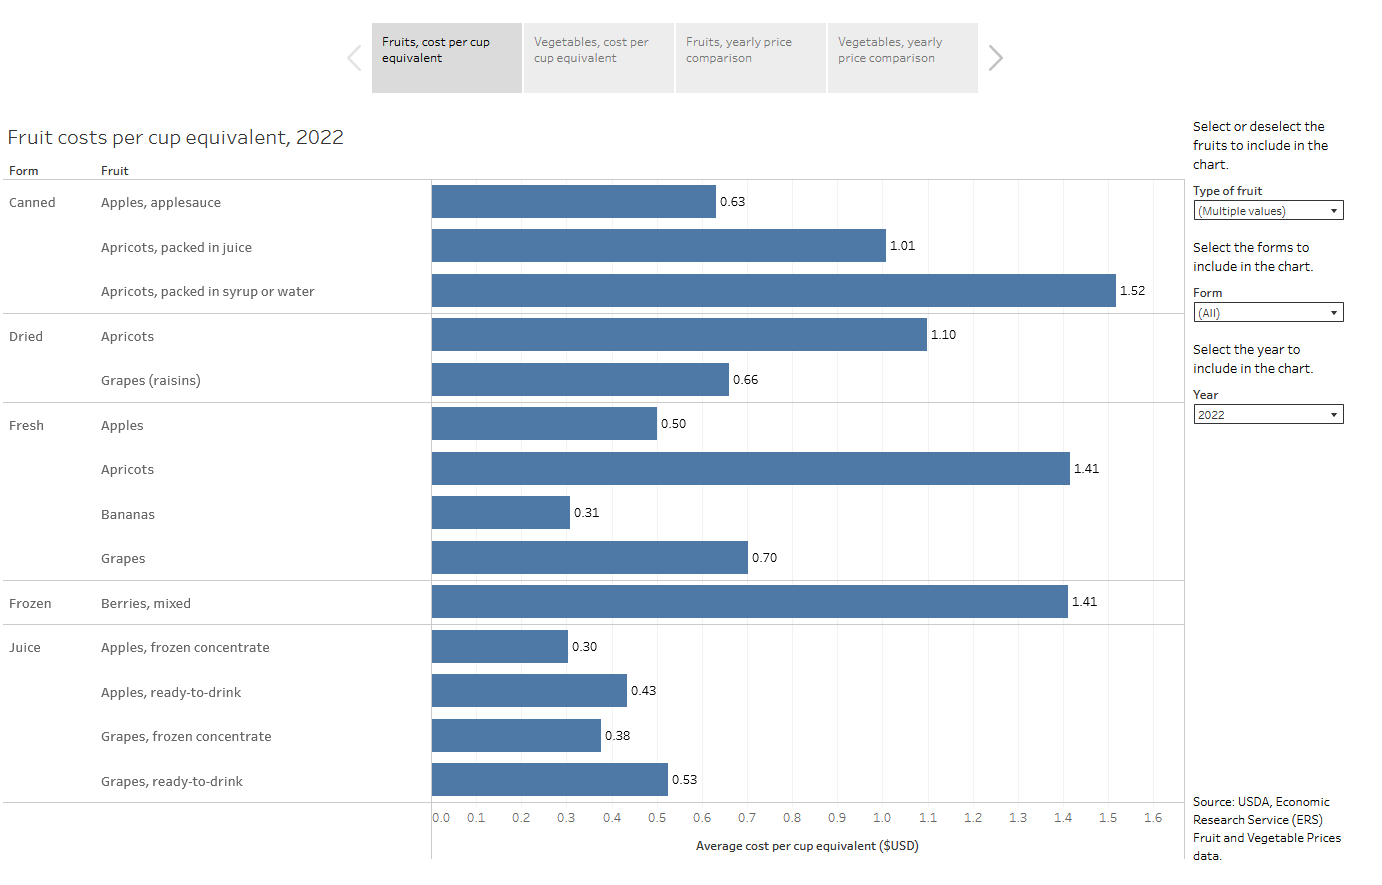 Fruits, cost per cup
equivalent
Vegetables, cost per
cup equivalent
Fruits, yearly price
comparison
Vegetables, yearly
price comparison
Fruit costs per cup equivalent, 2022
Form Fruit
Canned Apples, applesauce 0.63
Apricots, packed in juice 1.01
Apricots, packed in syrup or water 1.52
Dried Apricots 1.10
Grapes (raisins) 0.66
Fresh Apples 0.50
Apricots 1.41
Bananas 0.31
Grapes 0.70
Frozen Berries, mixed 1.41
Juice Apples, frozen concentrate 0.30
Apples, ready-to-drink 0.43
Grapes, frozen concentrate 0.38
Grapes, ready-to-drink 0.53
0.0 0.1 0.2 0.3 0.4 0.5 0.6 0.7 0.8 0.9 1.0 1.1 1.2 1.3 1.4 1.5 1.6
Average cost per cup equivalent ($USD)
Select or deselect the
fruits to include in the
chart.
Type of fruit
(Multiple values)
Select the forms to
include in the chart.
Form
(All)
Select the year to
include in the chart.
Year
2022
Source: USDA, Economic
Research Service (ERS)
Fruit and Vegetable Prices
data.